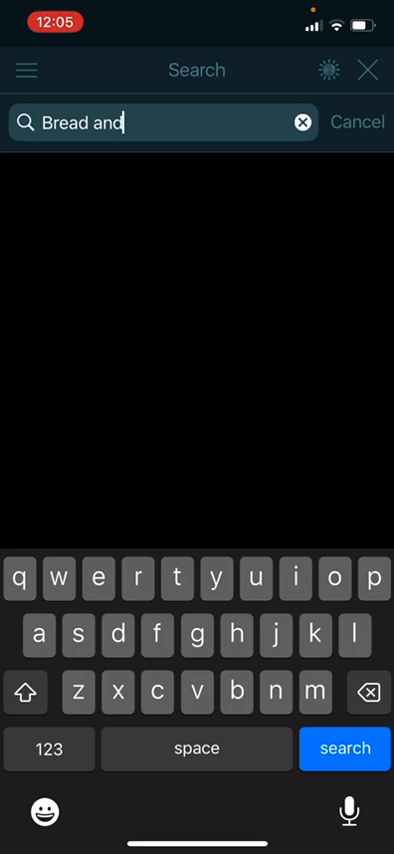 12:05
Search
Bread and
Cancel
q w e r t y u i o p
a s d f g h j k l
z x c v b n m
123 space search